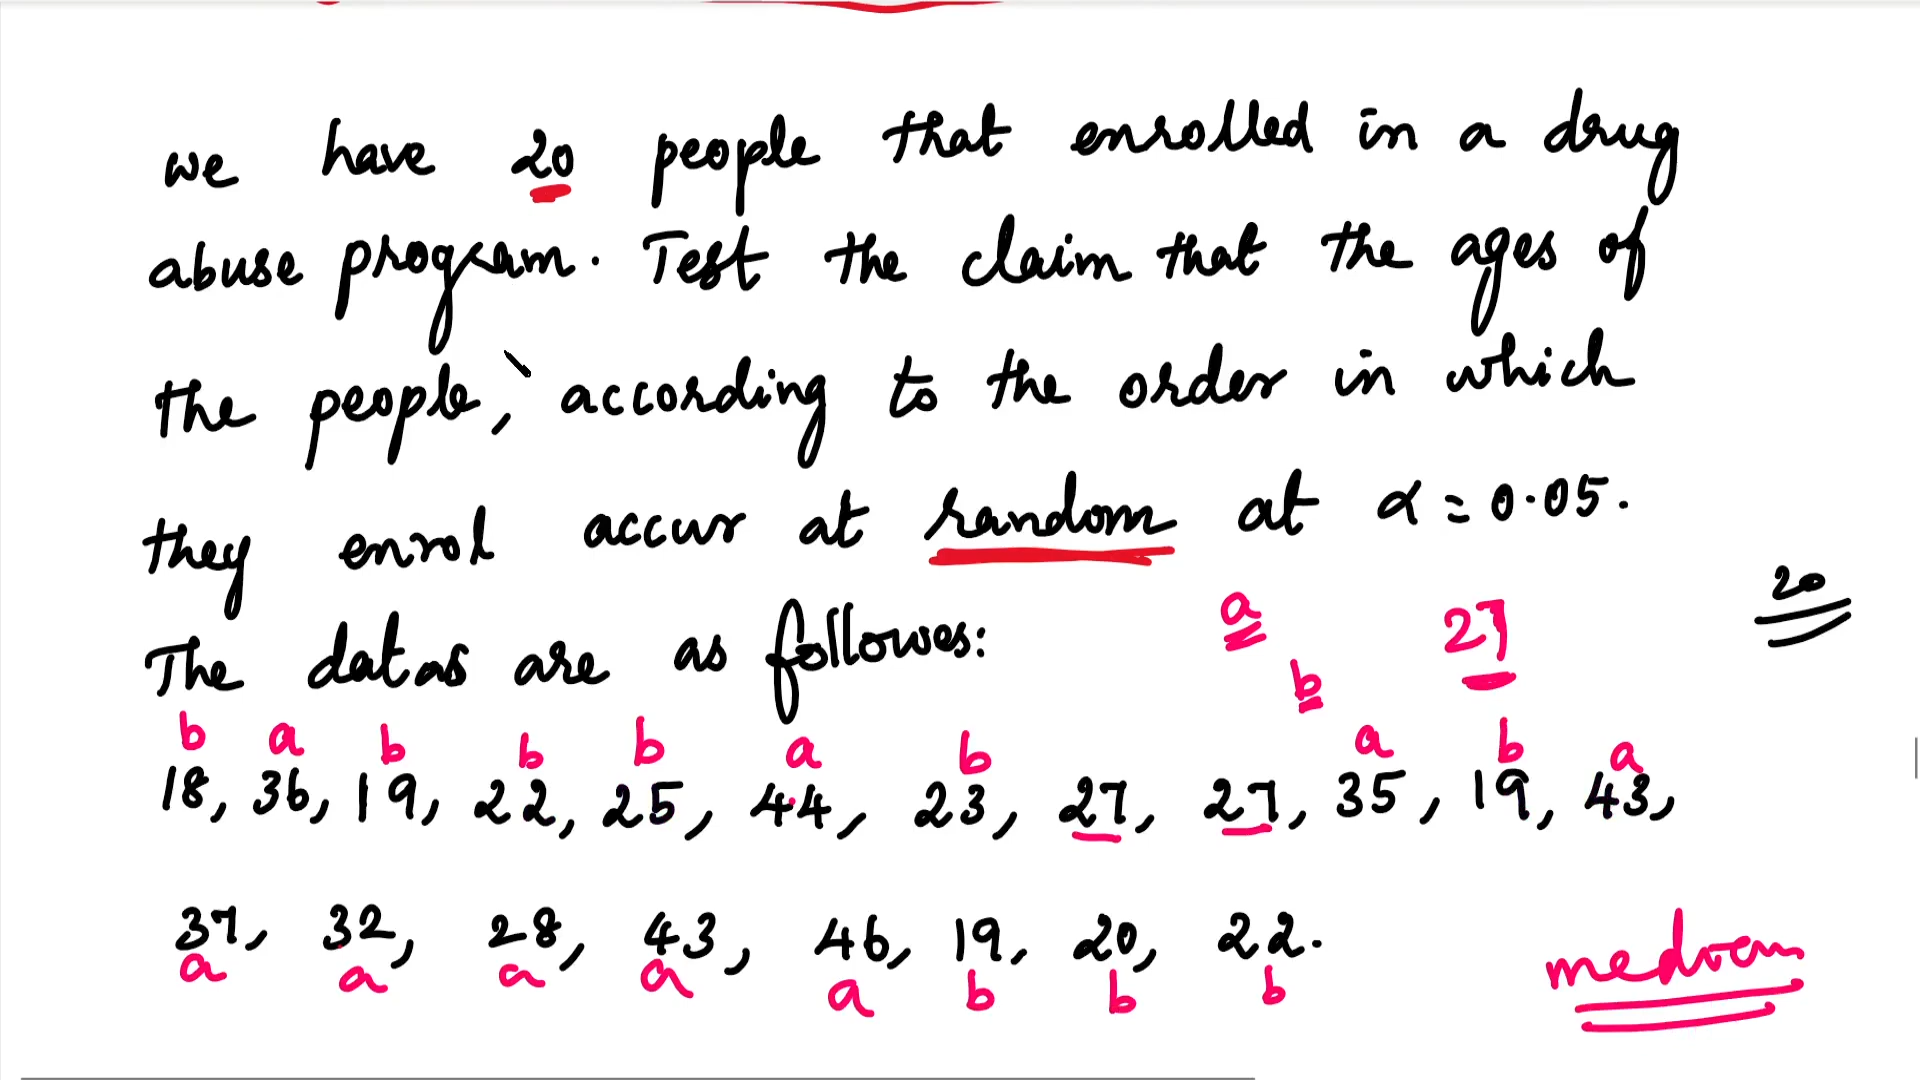 we have 20 people that enrolled in a drug
abuse program. Test the claim that the ages of
the people, according to the order in which
they enrol accur at random at α = 0.05.
20
The datas are as follows:
a
27
b
b a b b b a b a b a
18, 36, 19, 22, 25, 44, 23, 27, 27, 35, 19, 43,
37, 32, 28, 43, 46, 19, 20, 22.
a a a a a b b b
median